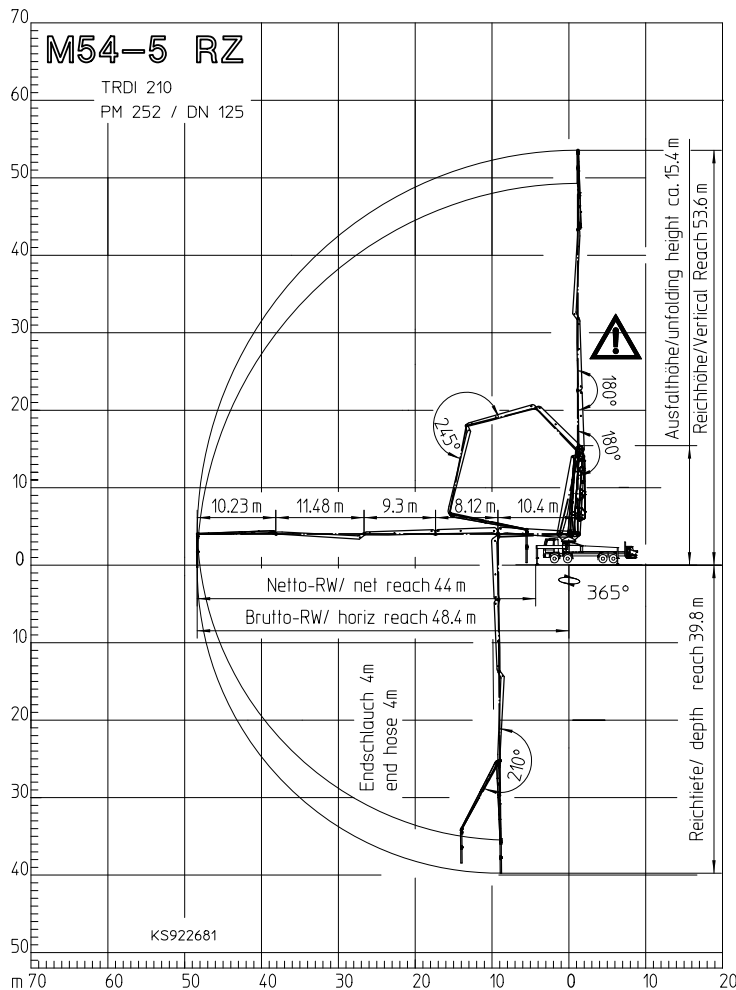 M54-5 RZ
TRDI 210
PM 252 / DN 125
70
60
50
40
30
20
10
0
10
20
30
40
50
m 70 60 50 40 30 20 10 0 10 20
Ausfalthöhe/unfolding height ca. 15.4 m
Reichhöhe/Vertical Reach 53.6 m
180°
180°
245°
10.23 m 11.48 m 9.3 m 8.12 m 10.4 m
365°
Netto-RW/ net reach 44 m
Brutto-RW/ horiz reach 48.4 m
Endschlauch 4m
end hose 4m
210°
Reichtiefe/ depth reach 39.8 m
KS922681